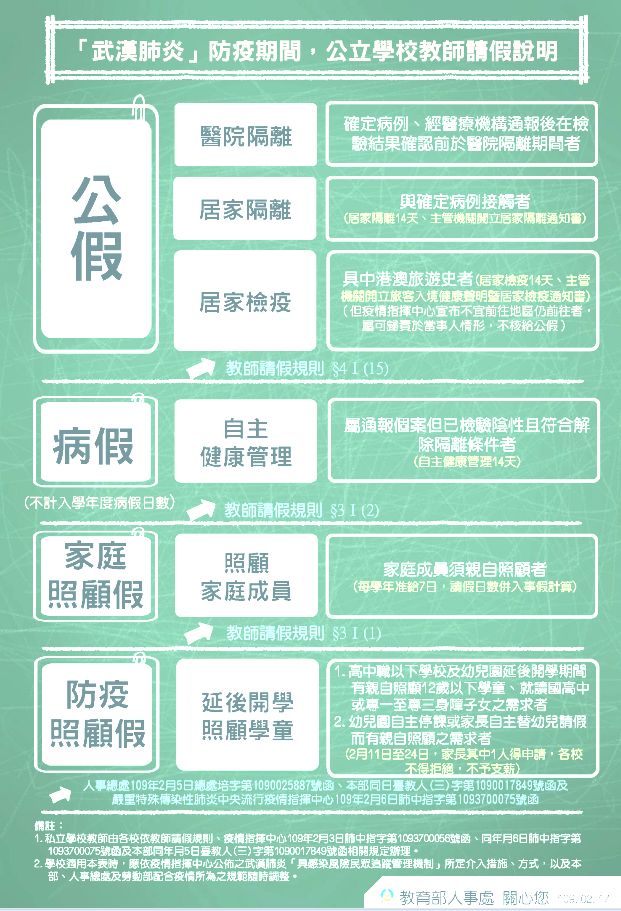 「武漢肺炎」防疫期間，公立學校教師請假說明
公
假
醫院隔離
確定病例、經醫療機構通報後在檢
驗結果確認前於醫院隔離期間者
居家隔離
與確定病例接觸者
(居家隔離14天、主管機關開立居家隔離通知書)
居家檢疫
具中港澳旅遊史者(居家檢疫14天、主管
機關開立旅客入境健康聲明暨居家檢疫通知書)
(但疫情指揮中心宣布不宜前往地區仍前往者，
屬可歸責於當事人情形，不核給公假)
教師請假規則 §4 I (15)
病假
(不計入學年度病假日數)
自主
健康管理
屬通報個案但已檢驗陰性且符合解
除隔離條件者
(自主健康管理14天)
教師請假規則 §3 I (2)
家庭
照顧假
照顧
家庭成員
家庭成員須親自照顧者
(每學年准給7日，請假日數併入事假計算)
教師請假規則 §3 I (1)
防疫
照顧假
延後開學
照顧學童
1. 高中職以下學校及幼兒園延後開學期間
有親自照顧12歲以下學童、就讀國高中
或專一至專三身障子女之需求者
2. 幼兒園自主停課或家長自主替幼兒請假
而有親自照顧之需求者
(2月11日至24日，家長其中1人得申請，各校
不得拒絕，不予支薪)
人事總處109年2月5日總處培字第1090025887號函、本部同日臺教人(三)字第1090017849號函及
嚴重特殊傳染性肺炎中央流行疫情指揮中心109年2月6日肺中指字第1093700075號函
備註：
1. 私立學校教師由各校依教師請假規則、疫情指揮中心109年2月3日肺中指字第1093700056號函、同年月6日肺中指字第
1093700075號函及本部同年月5日臺教人(三)字第1090017849號函相關規定辦理。
2. 學校適用本表時，應依疫情指揮中心公佈之武漢肺炎「具感染風險民眾追蹤管理機制」所定介入措施、方式，以及本
部、人事總處及勞動部配合疫情所為之規範隨時調整。
教育部人事處 關心您